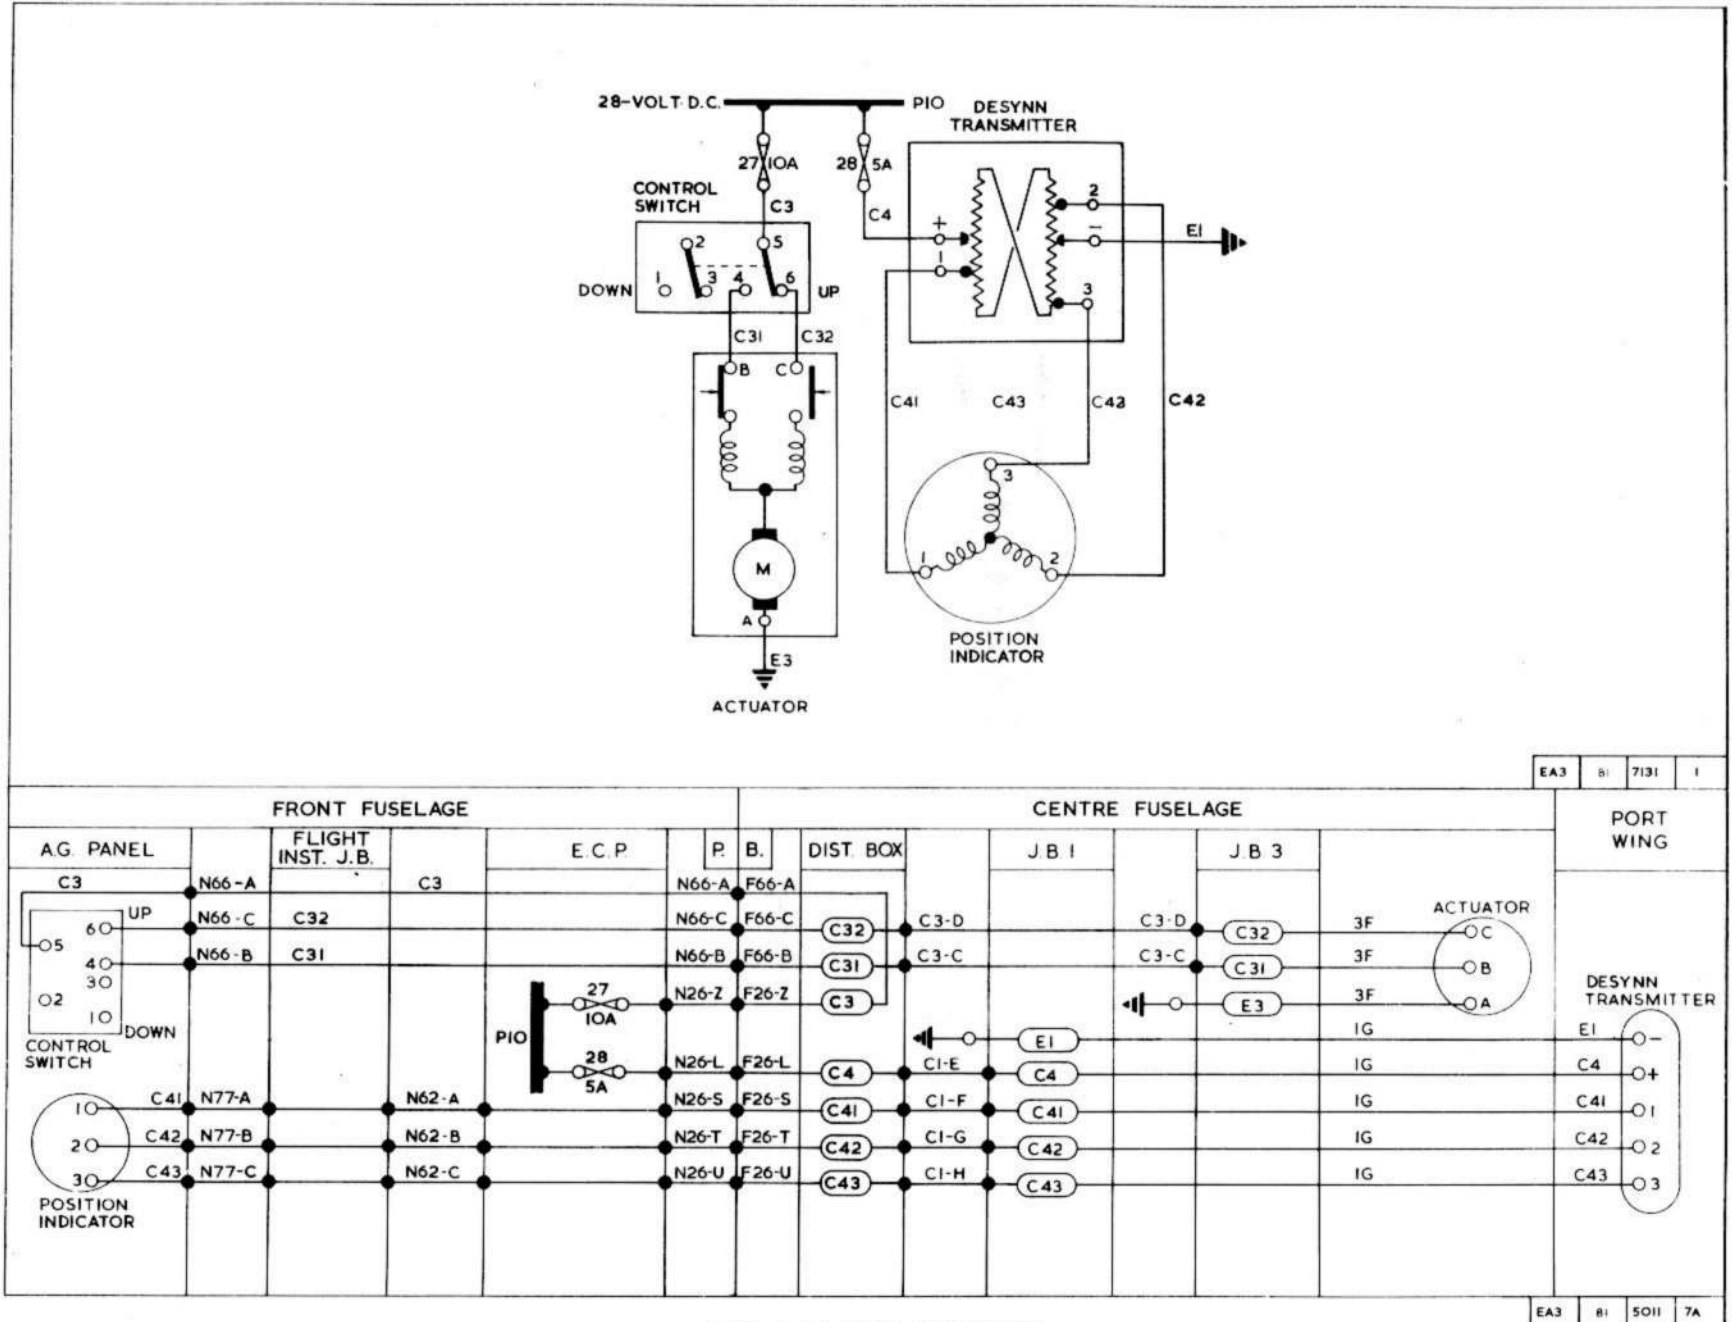 28-VOLT D.C.
P10
DESYNN
TRANSMITTER
27 10A
28 5A
CONTROL
SWITCH
C3
C4
2
+
-
E1
1
2
5
1
3
4
6
DOWN
UP
3
C31
C32
B
C
C41
C43
C43
C42
3
1
2
M
A
POSITION
INDICATOR
E3
ACTUATOR
EA3 B1 7131 1
FRONT FUSELAGE
CENTRE FUSELAGE
PORT
WING
A.G. PANEL
FLIGHT
INST. J.B.
E.C.P.
P. B.
DIST. BOX
J.B 1
J.B 3
C3 N66-A C3 N66-A F66-A
UP
ACTUATOR
6 N66-C C32 N66-C F66-C C32 C3-D C3-D C32 3F C
5
4 N66-B C31 N66-B F66-B C31 C3-C C3-C C31 3F B
3
2
27
10A
N26-Z F26-Z C3 E3 3F A
DESYNN
TRANSMITTER
1
DOWN
CONTROL
SWITCH
P10
E1 1G E1 -
28
5A
N26-L F26-L C4 C1-E C4 1G C4 +
1 C41 N77-A N62-A N26-S F26-S C41 C1-F C41 1G C41 1
2 C42 N77-B N62-B N26-T F26-T C42 C1-G C42 1G C42 2
3 C43 N77-C N62-C N26-U F26-U C43 C1-H C43 1G C43 3
POSITION
INDICATOR
EA3 B1 5011 7A